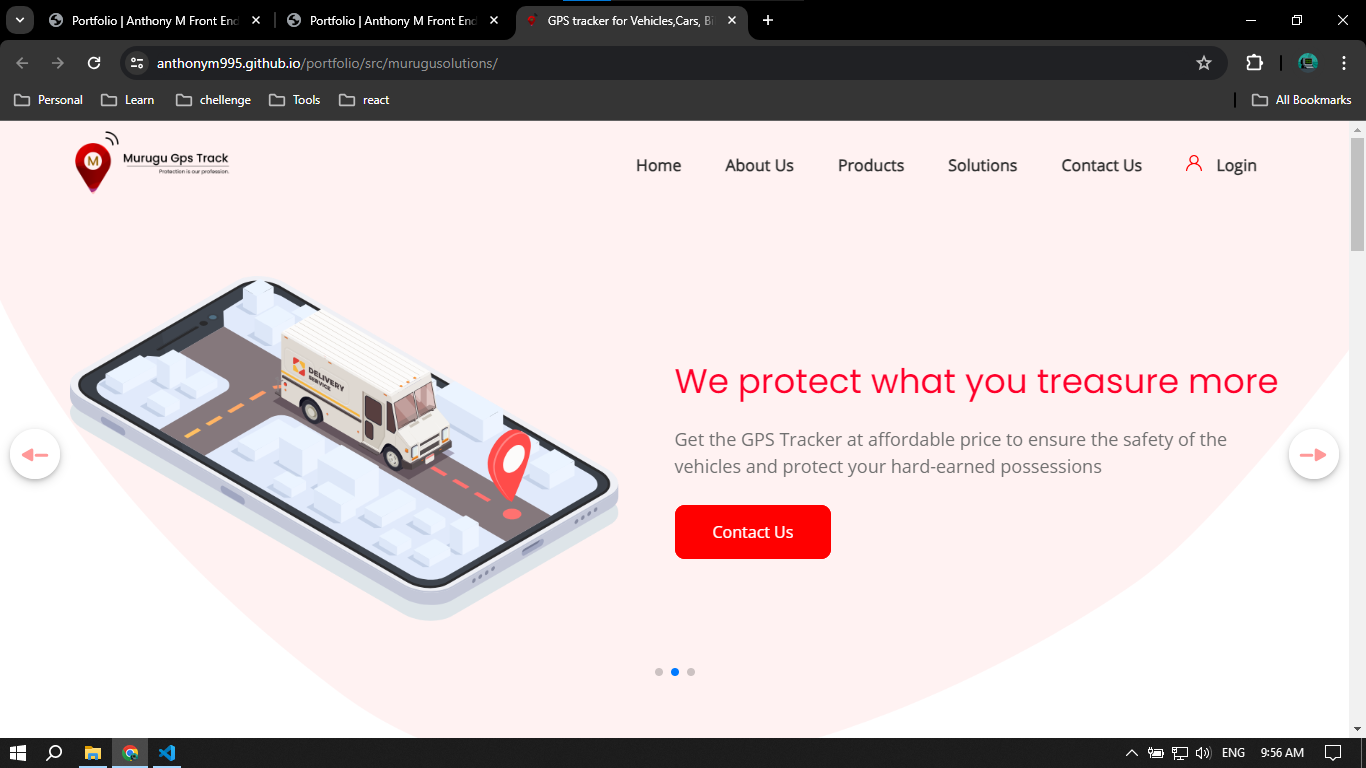 Portfolio | Anthony M Front End
Portfolio | Anthony M Front End
GPS tracker for Vehicles,Cars, Bi
anthonym995.github.io/portfolio/src/murugusolutions/
Personal
Learn
chellenge
Tools
react
All Bookmarks
M
Murugu Gps Track
Protection is our profession.
Home
About Us
Products
Solutions
Contact Us
Login
DELIVERY
SERVICE
We protect what you treasure more
Get the GPS Tracker at affordable price to ensure the safety of the
vehicles and protect your hard-earned possessions
Contact Us
ENG
9:56 AM